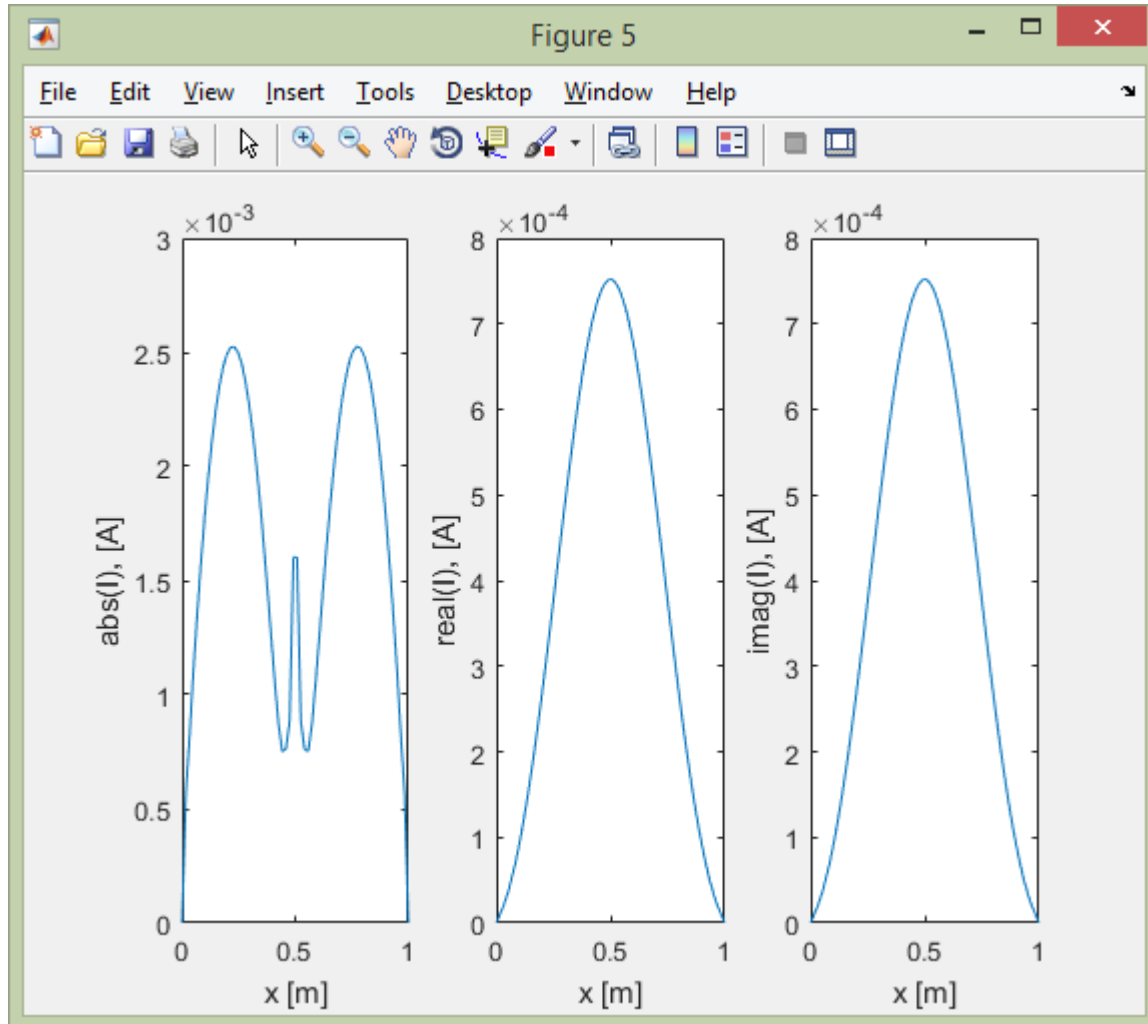 Figure 5
File Edit View Insert Tools Desktop Window Help
×10-3
3
2.5
2
1.5
1
0.5
0
abs(I), [A]
0 0.5 1
x [m]
×10-4
8
7
6
5
4
3
2
1
0
real(I), [A]
0 0.5 1
x [m]
×10-4
8
7
6
5
4
3
2
1
0
imag(I), [A]
0 0.5 1
x [m]